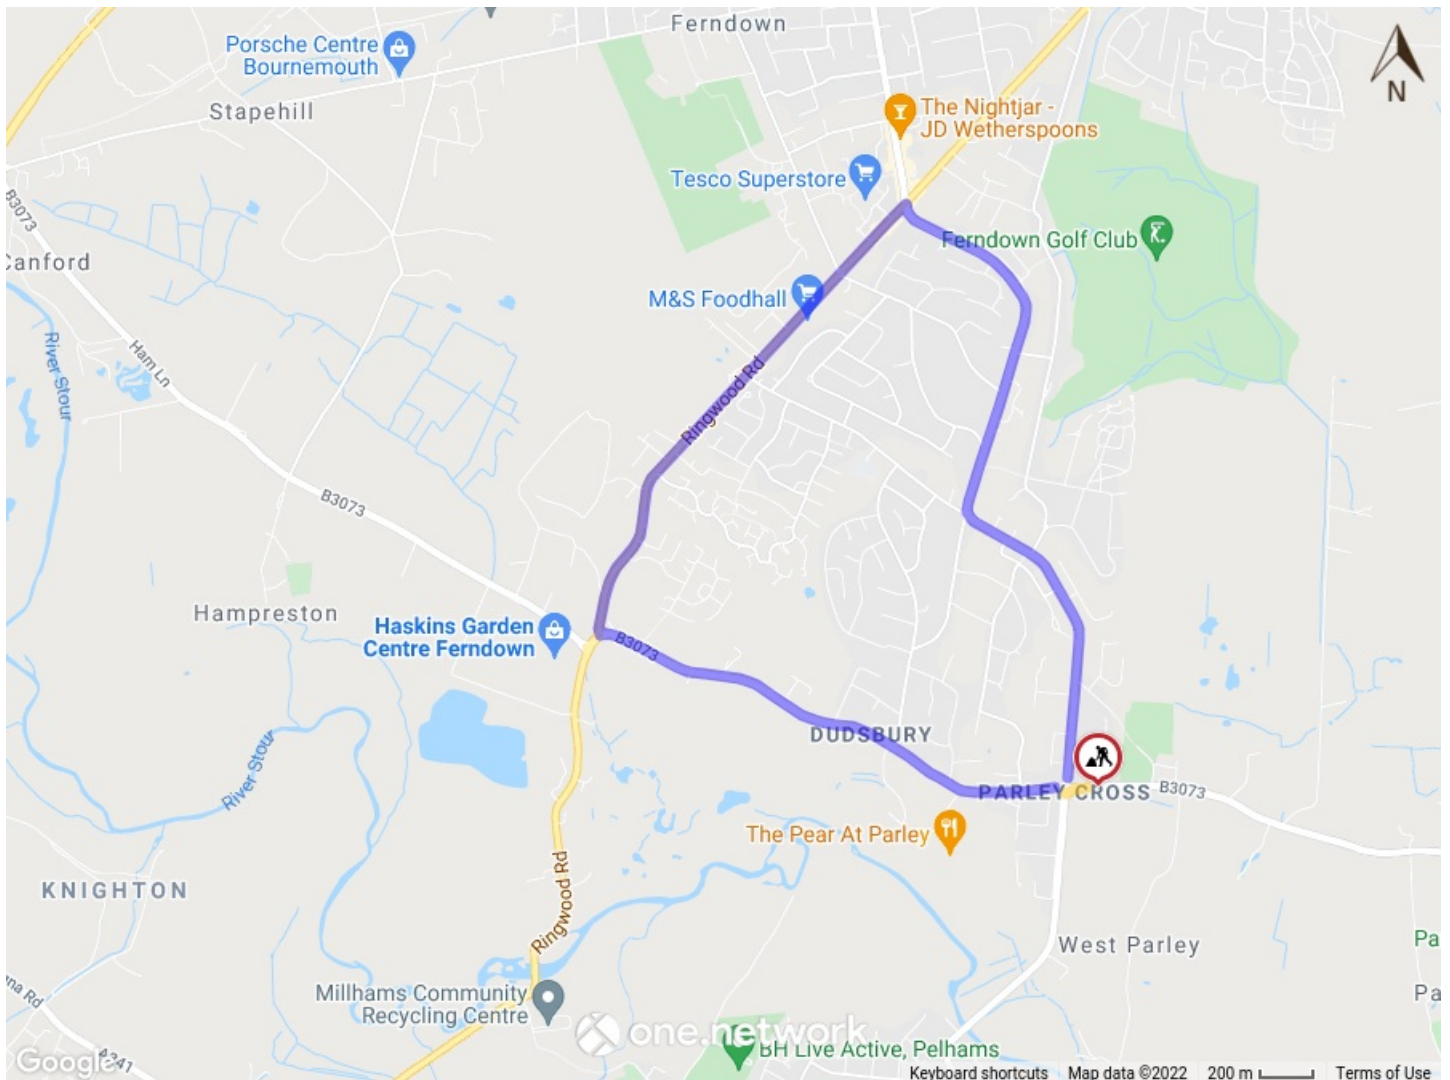 Ferndown
Porsche Centre
Bournemouth
Stapehill
N
The Nightjar -
JD Wetherspoons
Tesco Superstore
B3073
Canford
Ferndown Golf Club
M&S Foodhall
River Stour
Ham Ln
Ringwood Rd
B3073
Hampreston
Haskins Garden
Centre Ferndown
B3073
DUDSBURY
River Stour
PARLEY CROSS
B3073
The Pear At Parley
KNIGHTON
Ringwood Rd
West Parley
Pa
na Rd
Millhams Community
Recycling Centre
Pa
one.network
BH Live Active, Pelhams
Google
A341
Keyboard shortcuts
Map data ©2022
200 m
Terms of Use